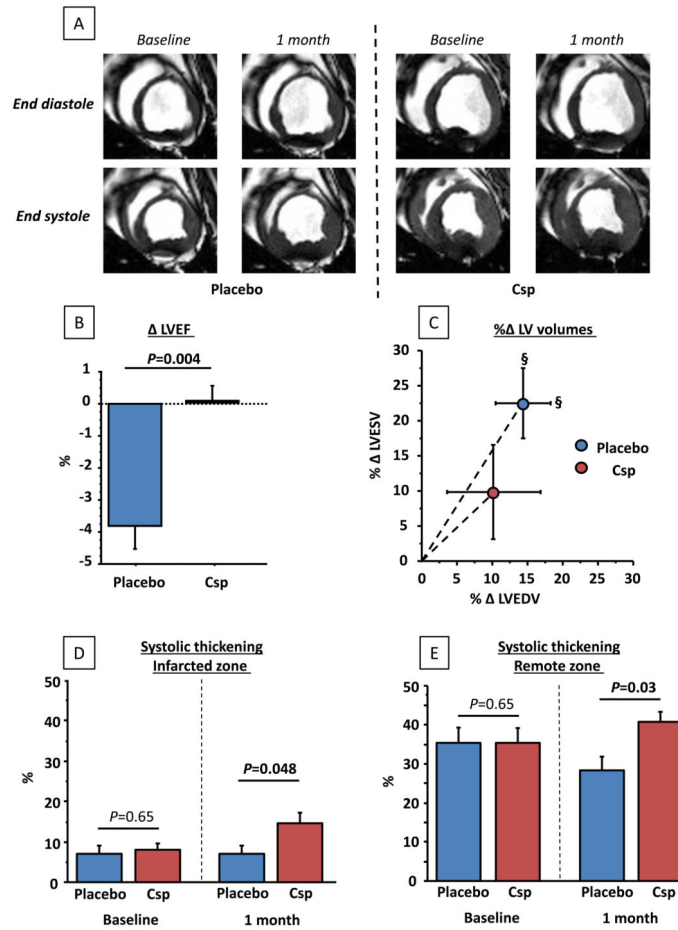 A
Baseline 1 month Baseline 1 month
End diastole
End systole
Placebo Csp
B
Δ LVEF
P=0.004
1
0
-1
-2
-3
-4
-5
%
Placebo Csp
C
%Δ LV volumes
30
25
20
15
10
5
0
% Δ LVESV
§
§
Placebo
Csp
0 5 10 15 20 25 30
% Δ LVEDV
D
Systolic thickening
Infarcted zone
50
40
30
20
10
0
%
P=0.65
P=0.048
Placebo Csp Placebo Csp
Baseline 1 month
E
Systolic thickening
Remote zone
50
40
30
20
10
0
%
P=0.65
P=0.03
Placebo Csp Placebo Csp
Baseline 1 month